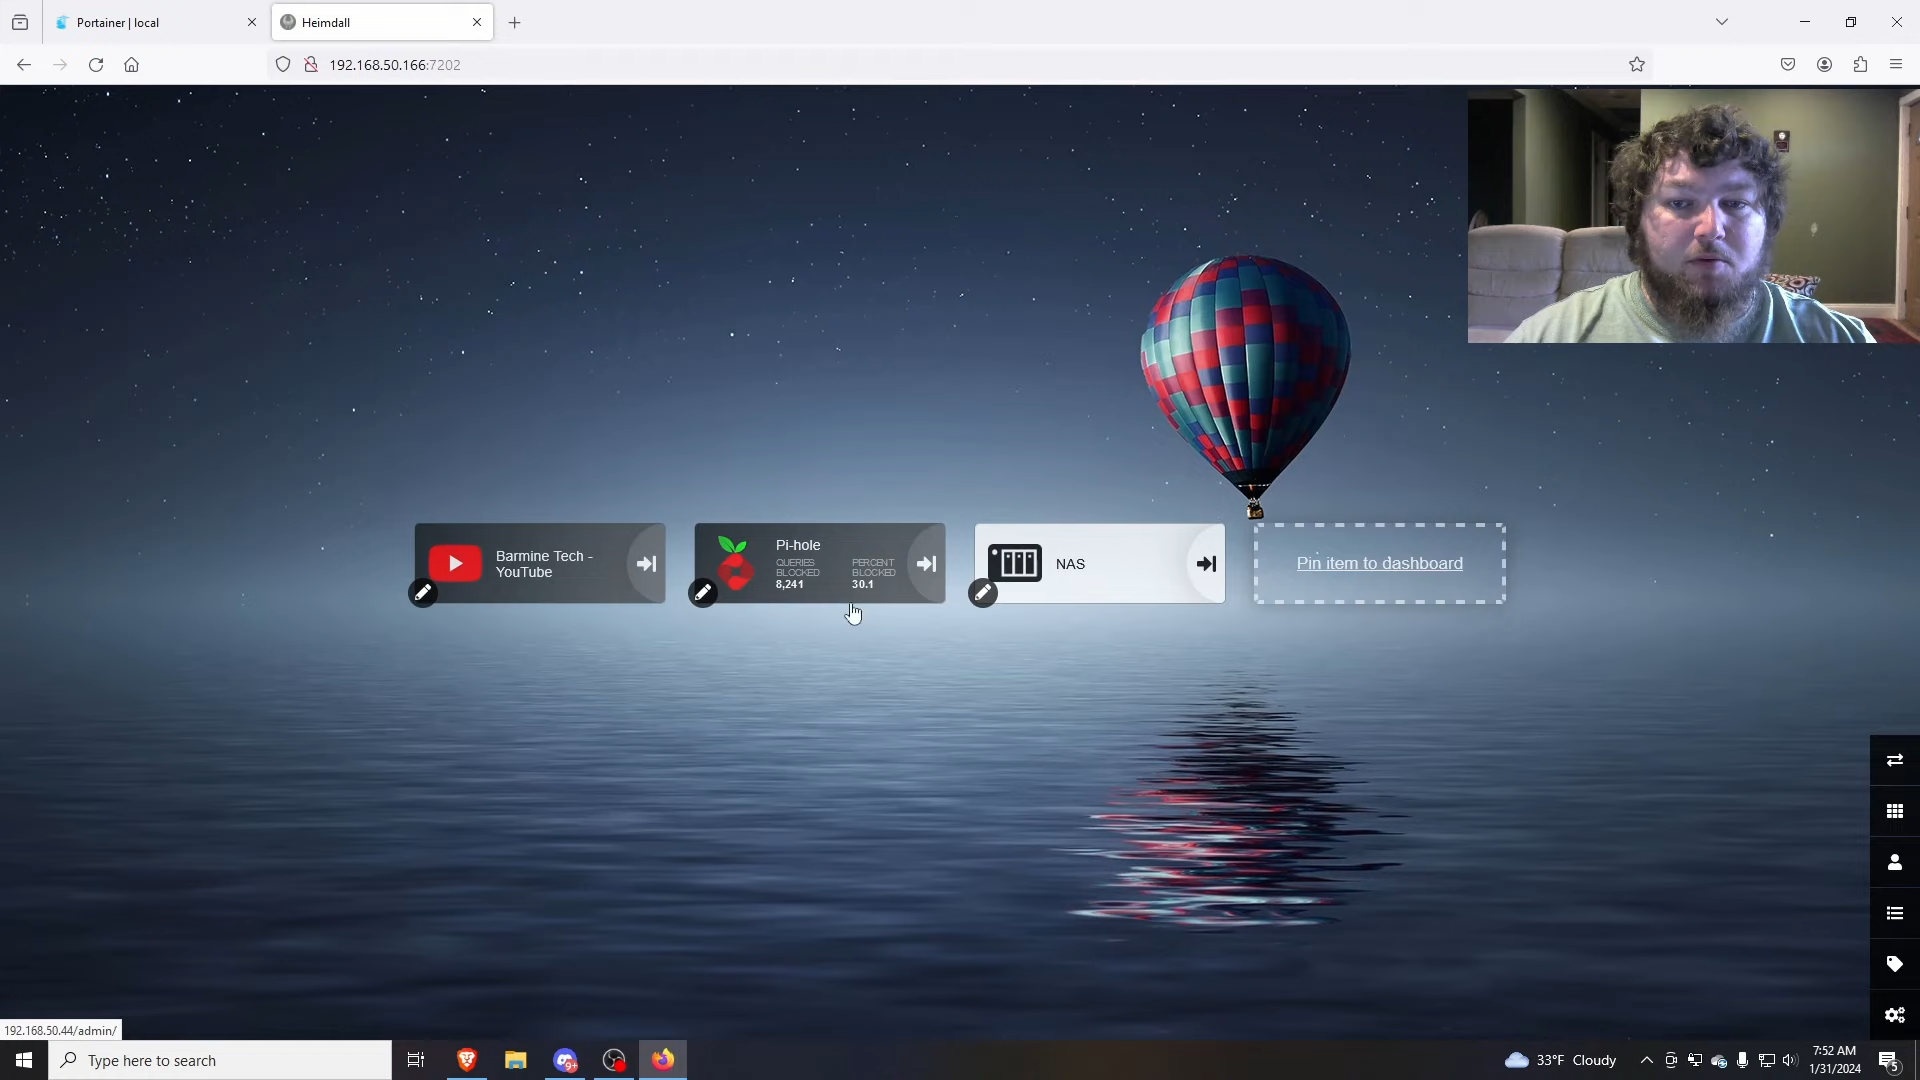 Portainer | local
Heimdall
192.168.50.166:7202
Barmine Tech -
YouTube
Pi-hole
QUERIES
BLOCKED
8,241
PERCENT
BLOCKED
30.1
NAS
Pin item to dashboard
192.168.50.44/admin/
Type here to search
9+
33°F Cloudy
7:52 AM
1/31/2024
5